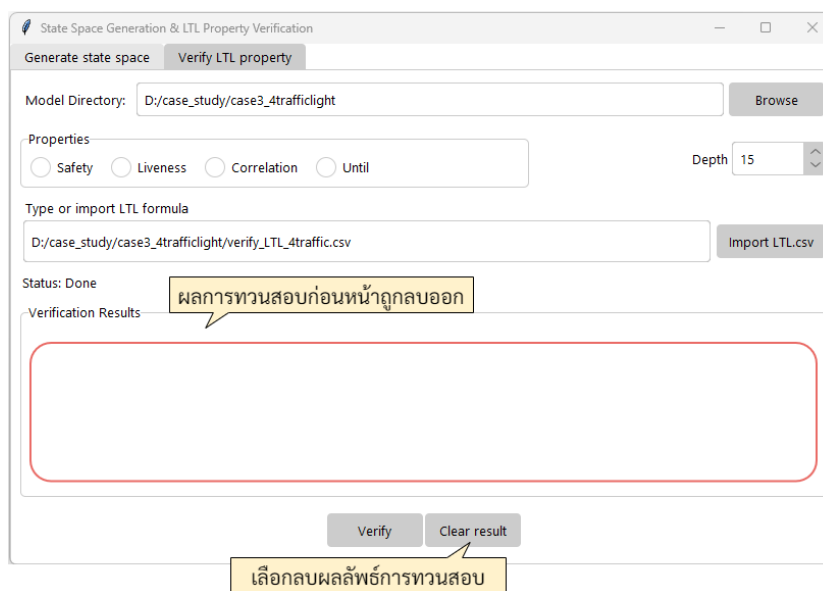 State Space Generation & LTL Property Verification
Generate state space Verify LTL property
Model Directory: D:/case_study/case3_4trafficlight Browse
Properties
Safety Liveness Correlation Until Depth 15
Type or import LTL formula
D:/case_study/case3_4trafficlight/verify_LTL_4traffic.csv Import LTL.csv
Status: Done
ผลการทวนสอบก่อนหน้าถูกลบออก
Verification Results
Verify Clear result
เลือกลบผลลัพธ์การทวนสอบ